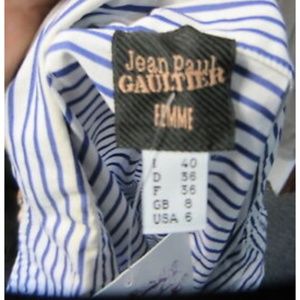 Jean Paul
GAULTIER
FEMME
I 40
D 36
F 36
GB 8
USA 6